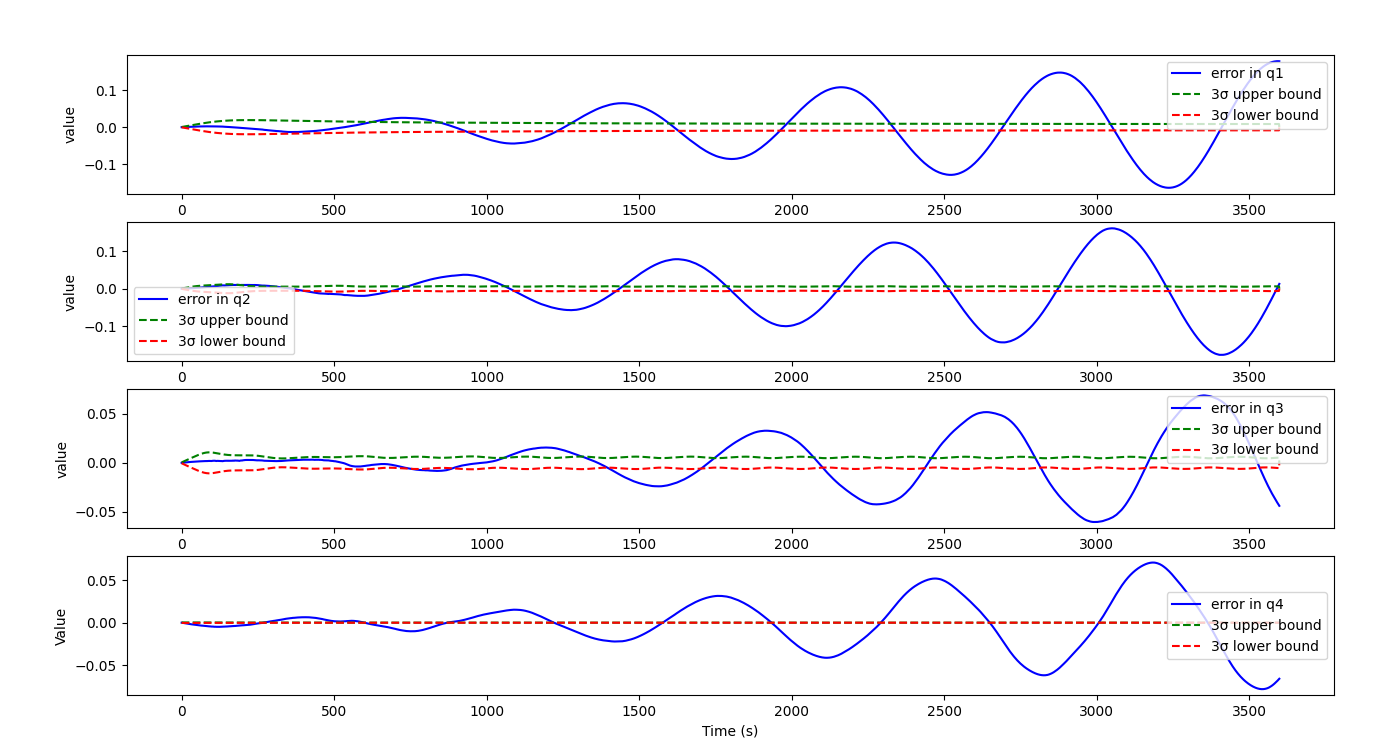 0.1
0.0
−0.1
value
error in q1
3σ upper bound
3σ lower bound
0 500 1000 1500 2000 2500 3000 3500
0.1
0.0
−0.1
value
error in q2
3σ upper bound
3σ lower bound
0 500 1000 1500 2000 2500 3000 3500
0.05
0.00
−0.05
value
error in q3
3σ upper bound
3σ lower bound
0 500 1000 1500 2000 2500 3000 3500
0.05
0.00
−0.05
Value
error in q4
3σ upper bound
3σ lower bound
0 500 1000 1500 2000 2500 3000 3500
Time (s)